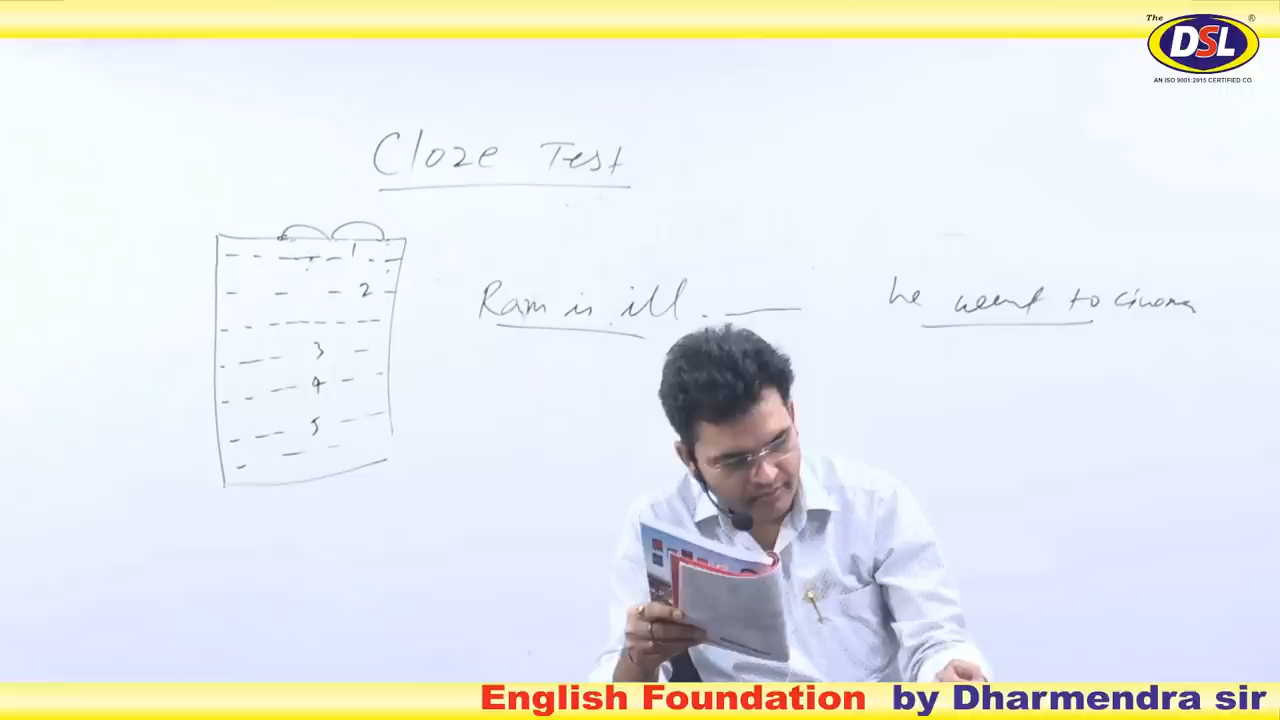 The
®
DSL
AN ISO 9001:2015 CERTIFIED CO.
Cloze Test
1
2
3
4
5
Ram is ill. ____ he went to cinema
English Foundation by Dharmendra sir